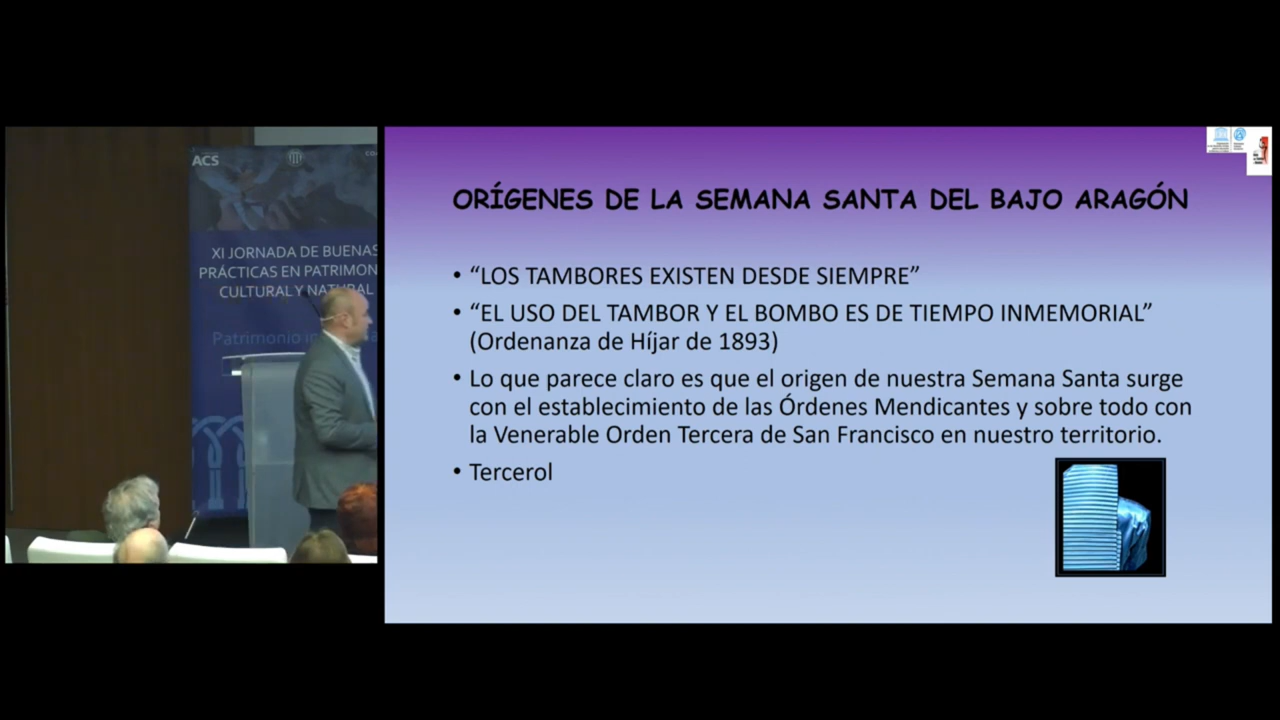 ACS
XI JORNADA DE BUENAS
PRÁCTICAS EN PATRIMON
CULTURAL Y NATURAL
Patrimonio
ORÍGENES DE LA SEMANA SANTA DEL BAJO ARAGÓN
• “LOS TAMBORES EXISTEN DESDE SIEMPRE”
• “EL USO DEL TAMBOR Y EL BOMBO ES DE TIEMPO INMEMORIAL”
(Ordenanza de Híjar de 1893)
• Lo que parece claro es que el origen de nuestra Semana Santa surge
con el establecimiento de las Órdenes Mendicantes y sobre todo con
la Venerable Orden Tercera de San Francisco en nuestro territorio.
• Tercerol